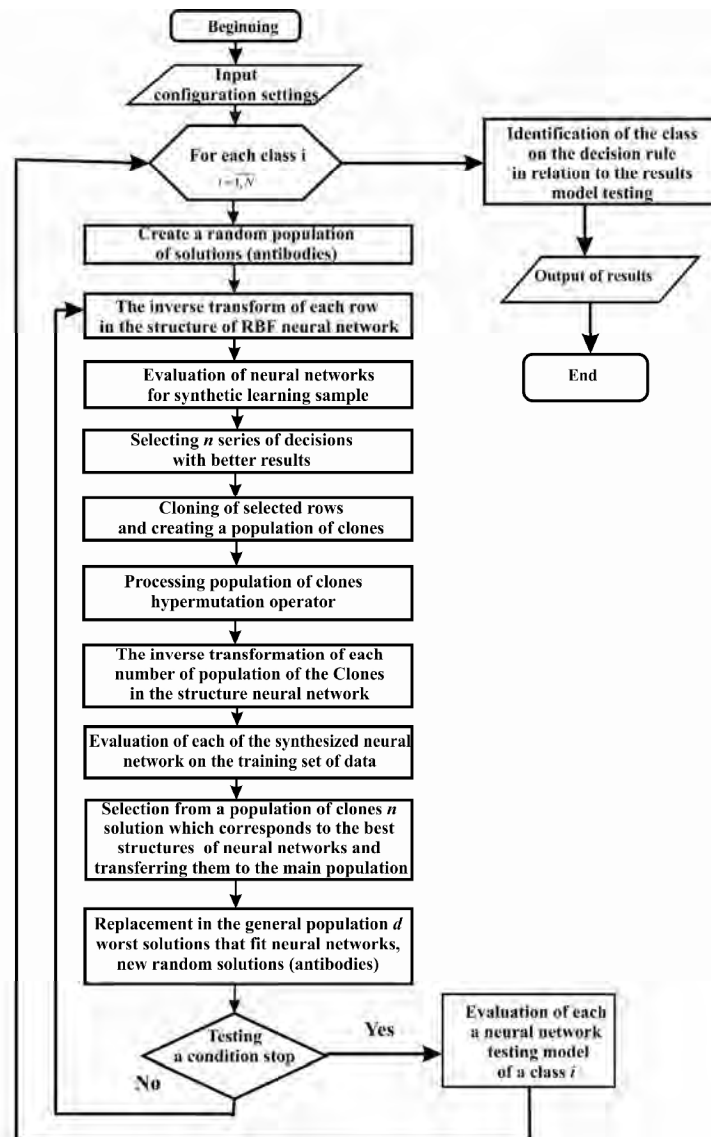 Beginning
Input
configuration settings
For each class i
i=1,N
Identification of the class
on the decision rule
in relation to the results
model testing
Output of results
End
Create a random population
of solutions (antibodies)
The inverse transform of each row
in the structure of RBF neural network
Evaluation of neural networks
for synthetic learning sample
Selecting n series of decisions
with better results
Cloning of selected rows
and creating a population of clones
Processing population of clones
hypermutation operator
The inverse transformation of each
number of population of the Clones
in the structure neural network
Evaluation of each of the synthesized neural
network on the training set of data
Selection from a population of clones n
solution which corresponds to the best
structures of neural networks and
transferring them to the main population
Replacement in the general population d
worst solutions that fit neural networks,
new random solutions (antibodies)
Testing
a condition stop
Yes
No
Evaluation of each
a neural network
testing model
of a class i